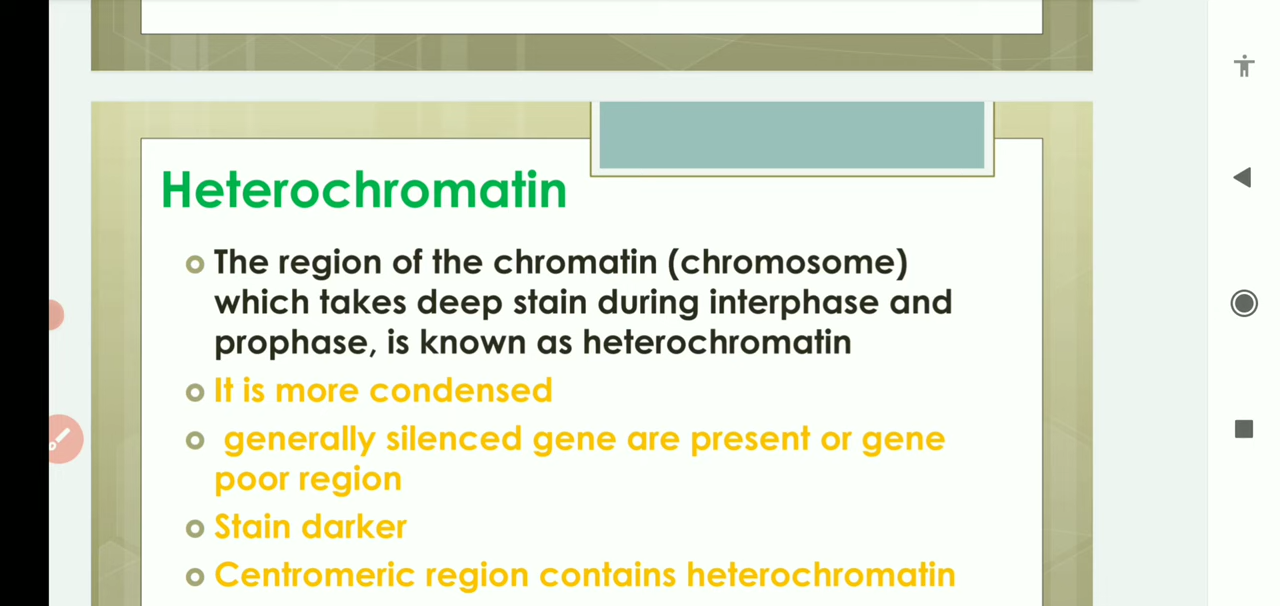 Heterochromatin
The region of the chromatin (chromosome)
which takes deep stain during interphase and
prophase, is known as heterochromatin
It is more condensed
generally silenced gene are present or gene
poor region
Stain darker
Centromeric region contains heterochromatin